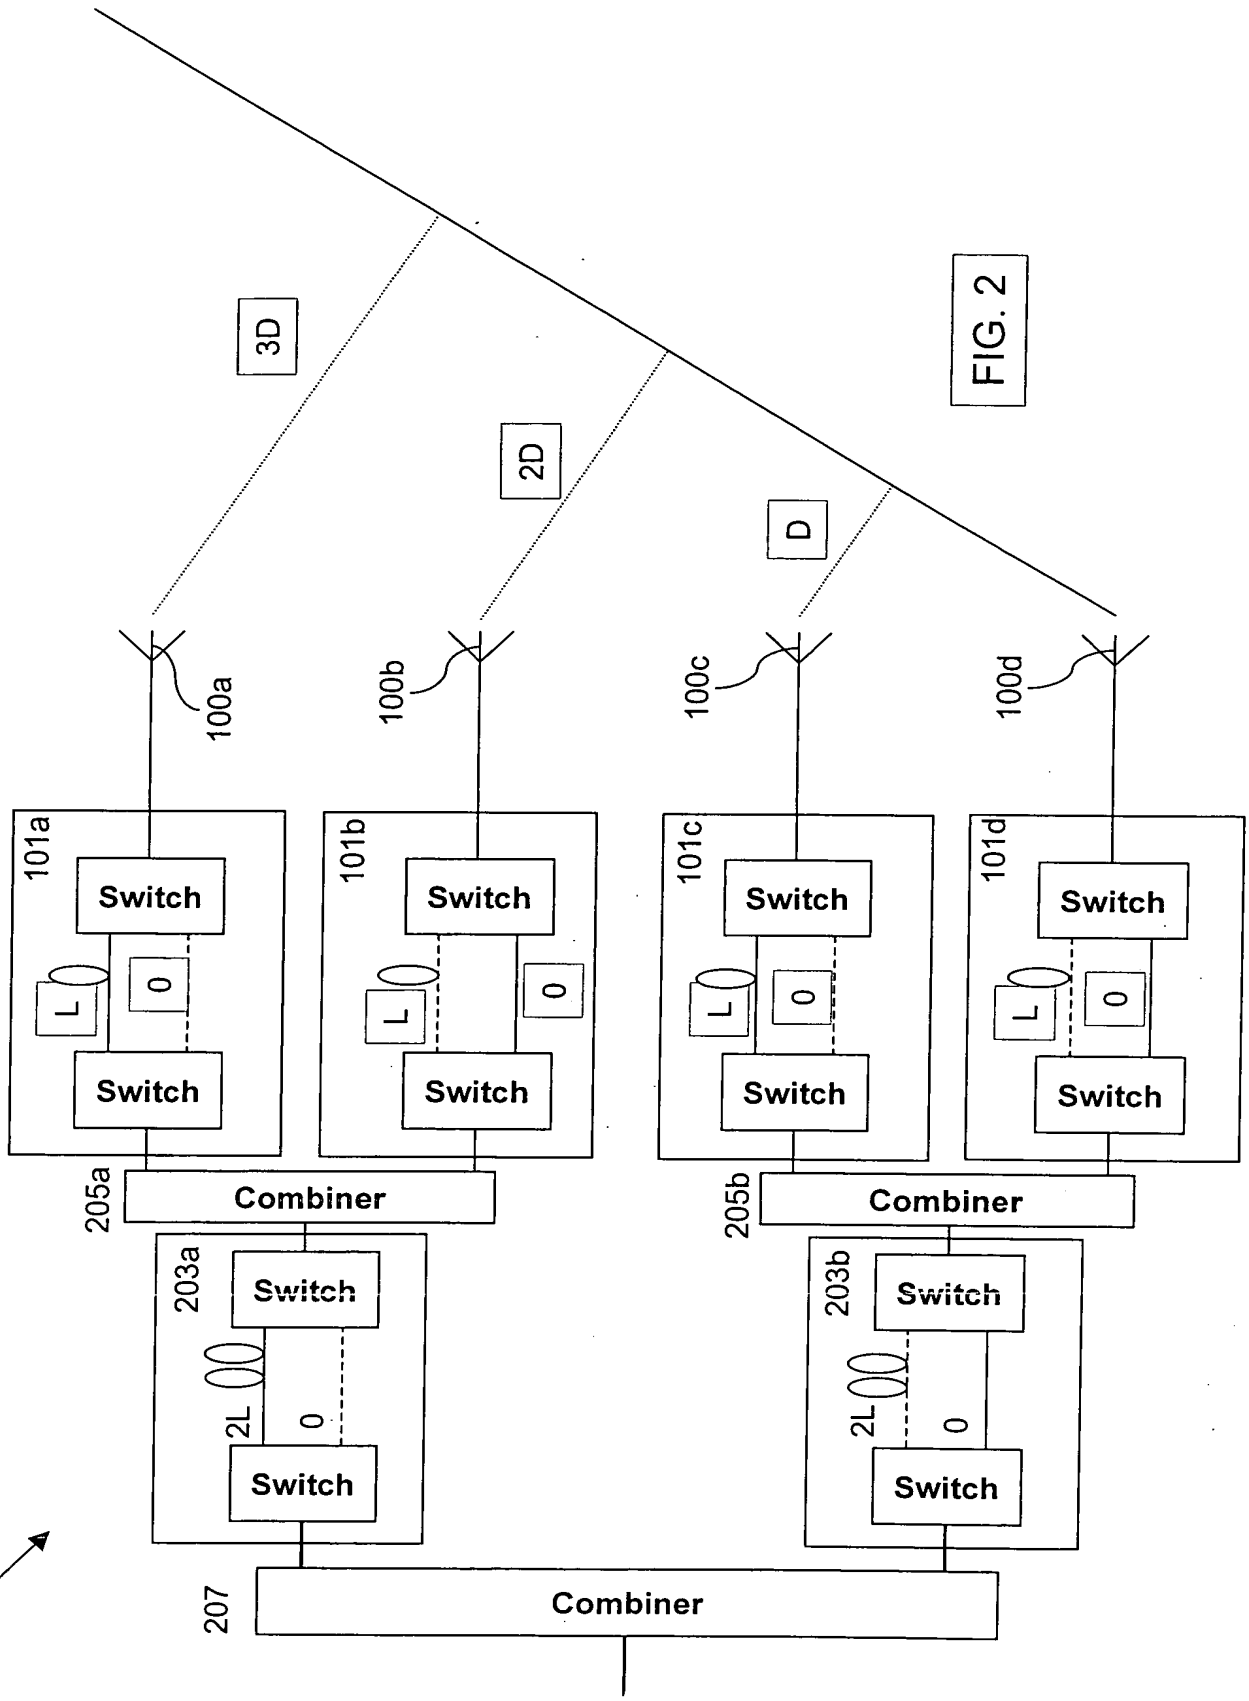 3D
2D
D
FIG. 2
100a
100b
100c
100d
101a
Switch
L
0
Switch
101b
Switch
L
0
Switch
101c
Switch
L
0
Switch
101d
Switch
L
0
Switch
205a
Combiner
205b
Combiner
203a
Switch
2L
0
Switch
203b
Switch
2L
0
Switch
207
Combiner